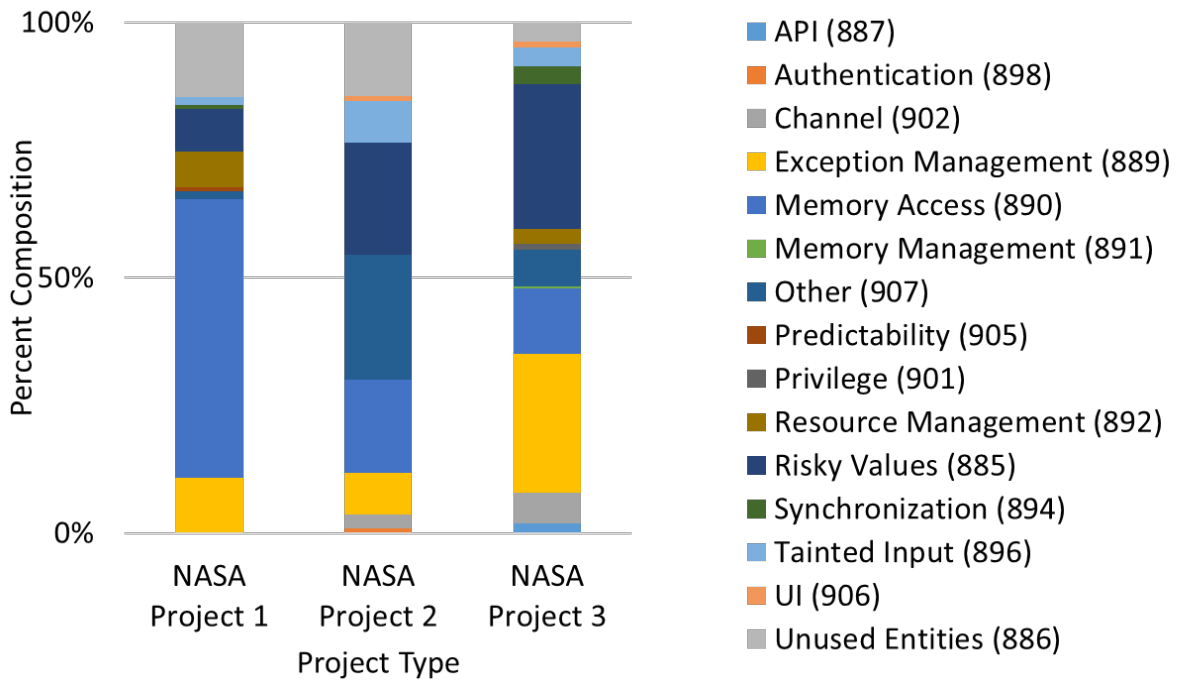 100%
50%
0%
Percent Composition
NASA
Project 1
NASA
Project 2
NASA
Project 3
Project Type
API (887)
Authentication (898)
Channel (902)
Exception Management (889)
Memory Access (890)
Memory Management (891)
Other (907)
Predictability (905)
Privilege (901)
Resource Management (892)
Risky Values (885)
Synchronization (894)
Tainted Input (896)
UI (906)
Unused Entities (886)